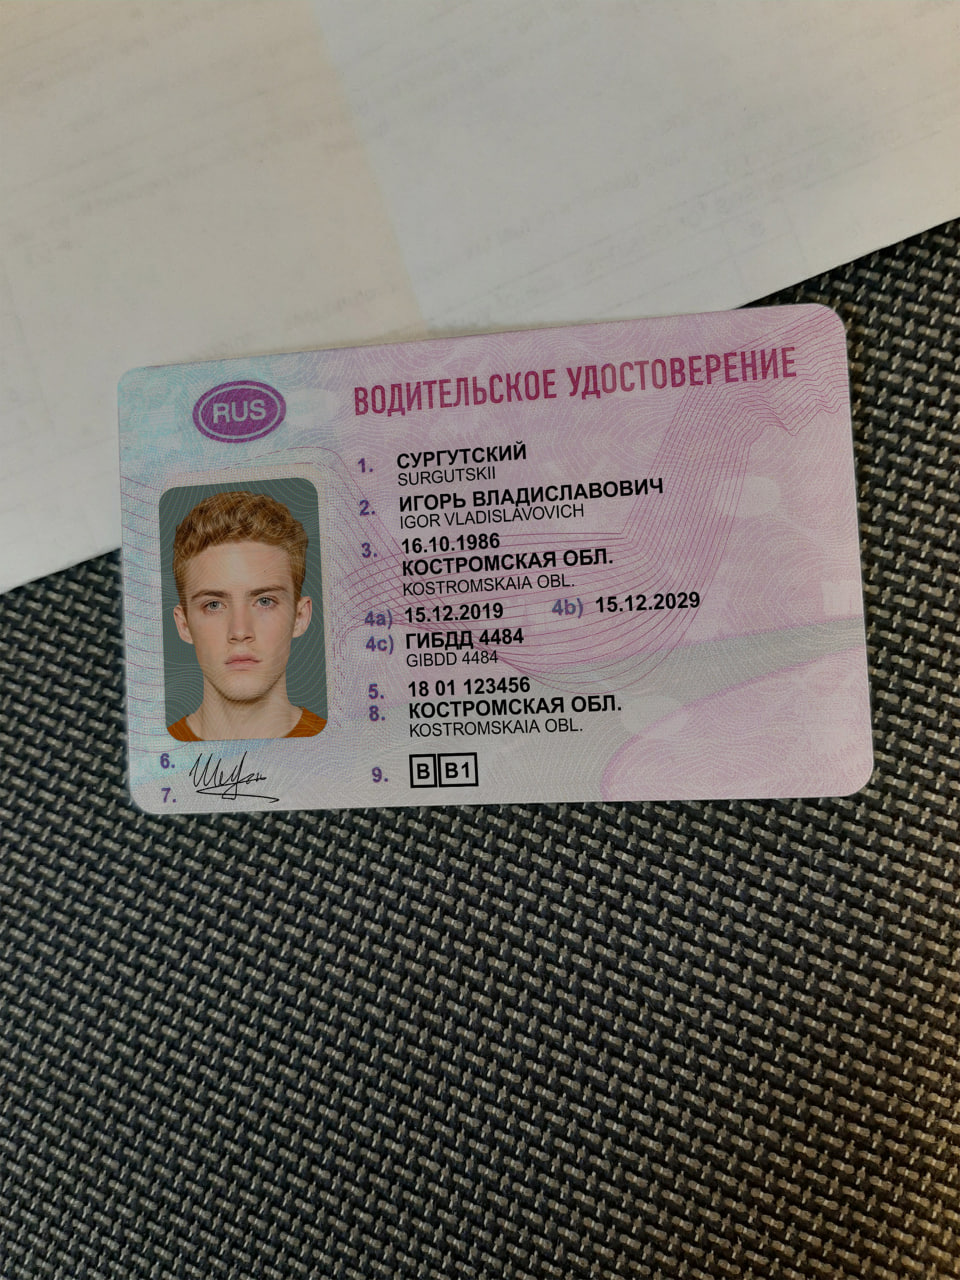 RUS
ВОДИТЕЛЬСКОЕ УДОСТОВЕРЕНИЕ
1. СУРГУТСКИЙ
SURGUTSKII
2. ИГОРЬ ВЛАДИСЛАВОВИЧ
IGOR VLADISLAVOVICH
3. 16.10.1986
КОСТРОМСКАЯ ОБЛ.
KOSTROMSKAIA OBL.
4a) 15.12.2019 4b) 15.12.2029
4c) ГИБДД 4484
GIBDD 4484
5. 18 01 123456
8. КОСТРОМСКАЯ ОБЛ.
KOSTROMSKAIA OBL.
6.
7.
9. B B1